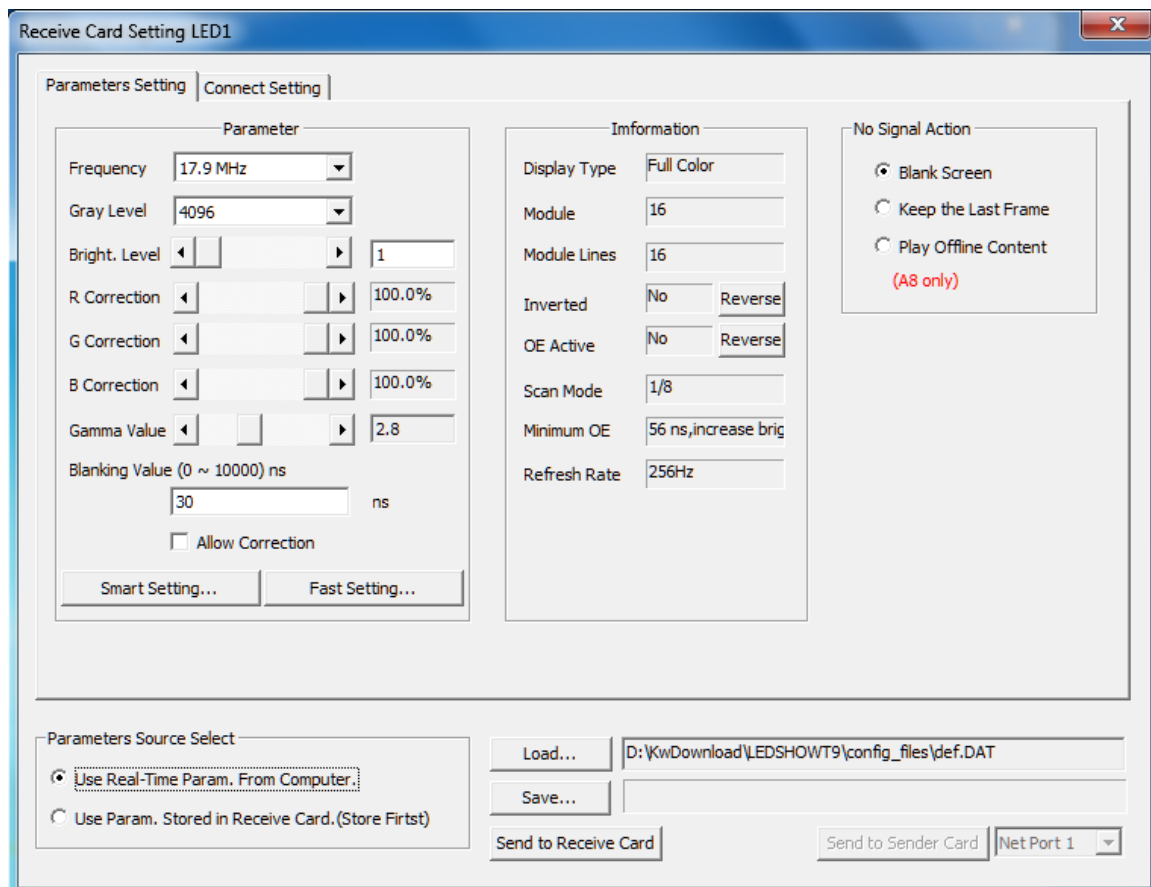 Receive Card Setting LED1
Parameters Setting
Connect Setting
Parameter
Frequency 17.9 MHz
Gray Level 4096
Bright. Level 1
R Correction 100.0%
G Correction 100.0%
B Correction 100.0%
Gamma Value 2.8
Blanking Value (0 ~ 10000) ns
30 ns
Allow Correction
Smart Setting... Fast Setting...
Imformation
Display Type Full Color
Module 16
Module Lines 16
Inverted No Reverse
OE Active No Reverse
Scan Mode 1/8
Minimum OE 56 ns,increase brig
Refresh Rate 256Hz
No Signal Action
Blank Screen
Keep the Last Frame
Play Offline Content
(A8 only)
Parameters Source Select
Use Real-Time Param. From Computer.
Use Param. Stored in Receive Card.(Store Firtst)
Load... D:\KwDownload\LEDSHOWT9\config_files\def.DAT
Save...
Send to Receive Card Send to Sender Card Net Port 1